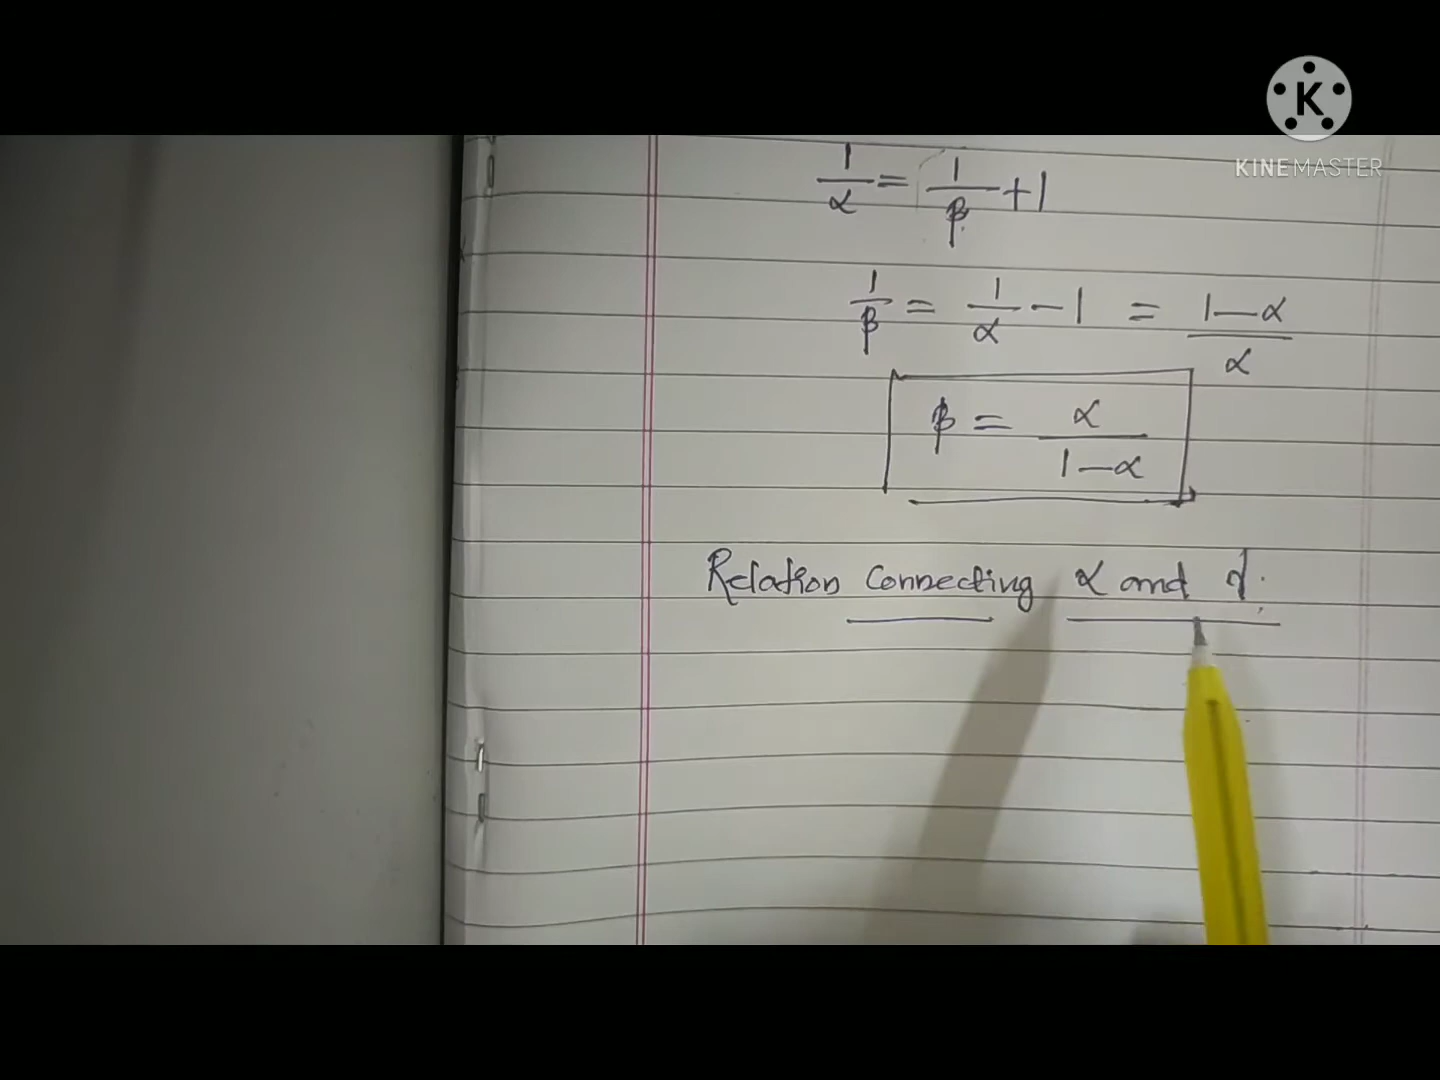 K
KINEMASTER
1/α = 1/β + 1
1/β = 1/α - 1 = 1-α/α
β = α/1-α
Relation Connecting α and γ.